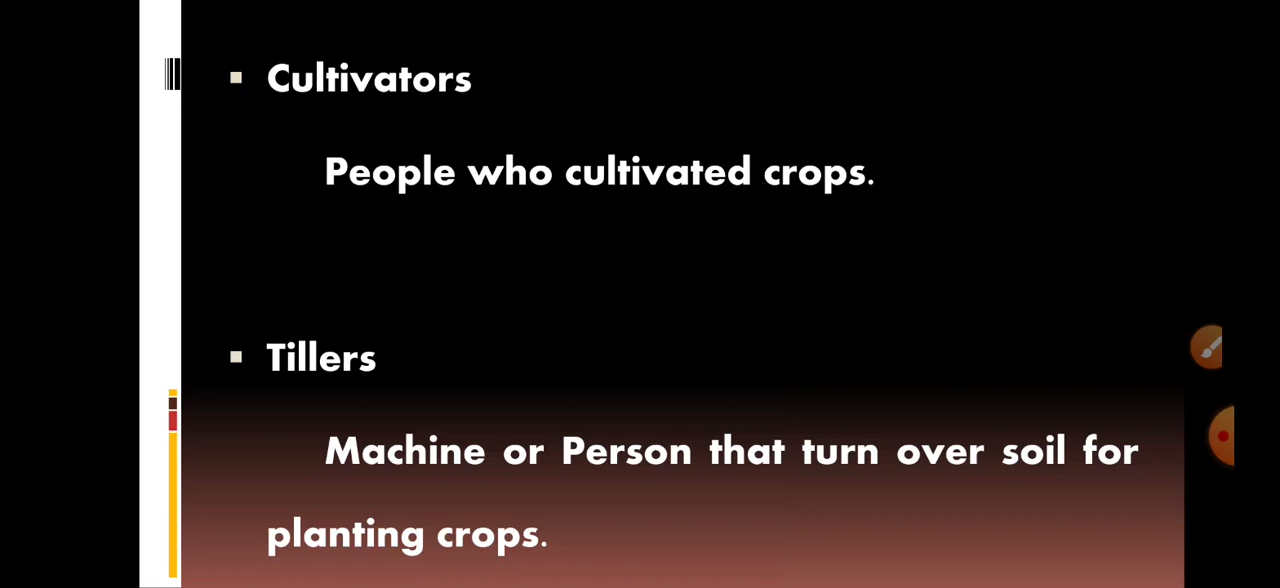 Cultivators
People who cultivated crops.
Tillers
Machine or Person that turn over soil for
planting crops.